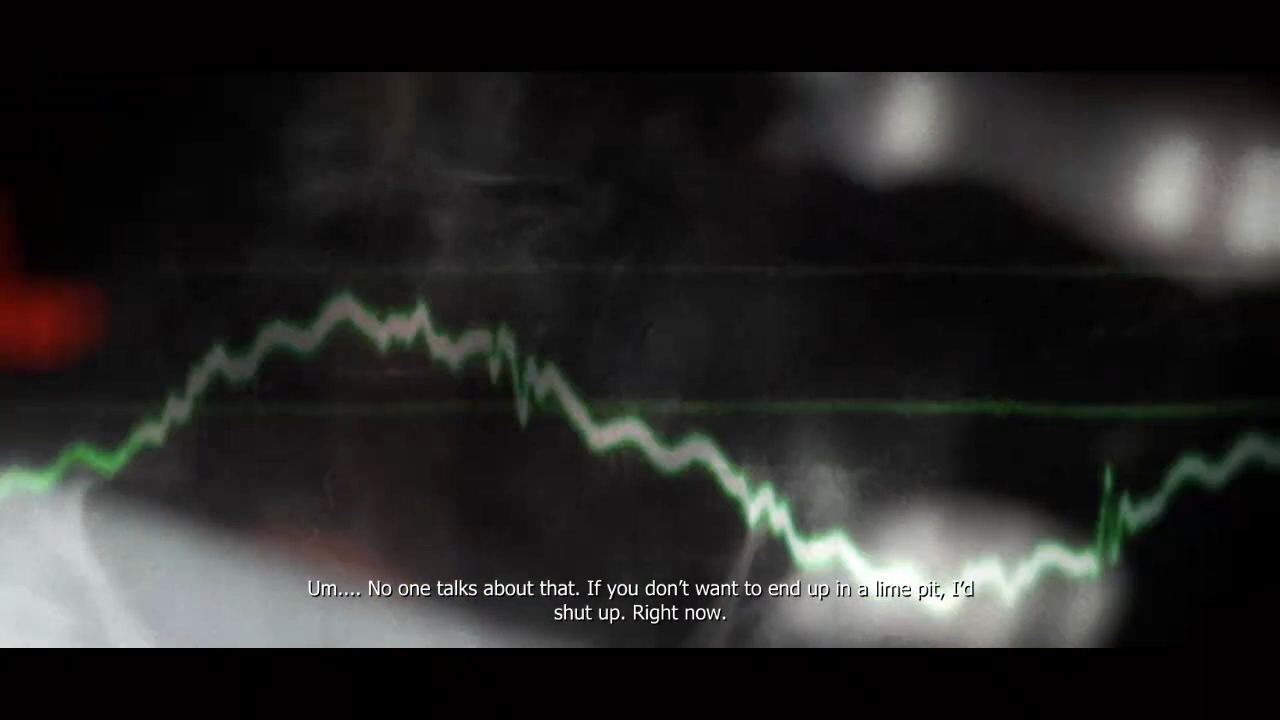 Um.... No one talks about that. If you don’t want to end up in a lime pit, I’d
shut up. Right now.